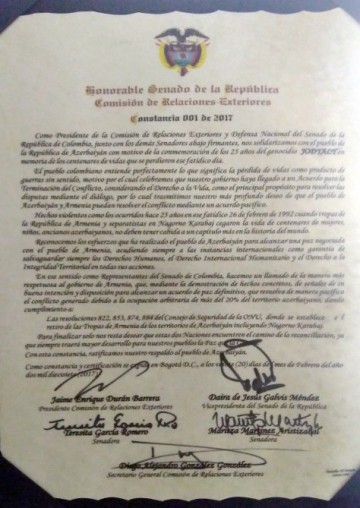 Honorable Senado de la República
Comisión de Relaciones Exteriores
Constancia 001 de 2017
Como Presidente de la Comisión de Relaciones Exteriores y Defensa Nacional del Senado de la
República de Colombia, junto con los demás Senadores abajo firmantes, nos solidarizamos con el pueblo de
la República de Azerbaiyán con motivo de la conmemoración de los 25 años del genocidio en
memoria de los centenares de vidas que se perdieron ese fatídico día.
El pueblo colombiano entiende perfectamente lo que significa la pérdida de vidas como producto de
guerras sin sentido, motivo por el cual celebramos que nuestro gobierno haya llegado a un Acuerdo para la
Terminación del Conflicto, considerando el Derecho a la Vida, como el principal propósito para resolver las
disputas mediante el diálogo, por lo cual trasmitimos nuestro más profundo deseo de que el pueblo de
Azerbaiyán y Armenia puedan resolver el conflicto existente.
Hechos violentos como los ocurridos hace 25 años en ese fatídico 26 de febrero de 1992 cuando tropas de
la República de Armenia y separatistas en Nagorno Karabaj cegaron la vida de centenares de mujeres,
niños, ancianos azerbaiyanos, no deben tener cabida a un capítulo más en la historia del mundo.
Reconocemos los esfuerzos que ha realizado el pueblo de Azerbaiyán para alcanzar una paz negociada
con el pueblo de Armenia, acudiendo siempre a las instancias internacionales como garantía de
salvaguardar siempre los Derechos Humanos, el Derecho Internacional Humanitario y el Derecho a la
Integridad Territorial en todas sus acciones.
En ese sentido como Representantes del Senado de Colombia, hacemos un llamado de la manera más
respetuosa al gobierno de Armenia, que, mediante la demostración de hechos concretos, de señales de su
buena intención y disposición para alcanzar un acuerdo de paz definitivo, que resuelva de manera pacífica
el conflicto generado debido a la ocupación arbitraria de más del 20% del territorio azerbaiyano, dando
cumplimiento a:
Las resoluciones 822, 853, 874, 884 del Consejo de Seguridad de la ONU, donde se establece el
retiro de las Tropas de Armenia de los territorios de Azerbaiyán incluyendo Nagorno Karabaj.
Para finalizar solo nos resta desear que estas dos Naciones encuentren el camino de la reconciliación, ya
que siempre traerá mejor desarrollo para nuestros pueblos la Paz que
Con esta constancia, ratificamos nuestro respaldo al pueblo de Azerbaiyán.
Como constancia y certificación se expide en Bogotá D.C., a los veinte (20) días del mes de Febrero del año
dos mil diecisiete (2017)
Jaime Enrique Durán Barrera
Daira de Jesús Galvis Méndez
Presidente Comisión de Relaciones Exteriores
Vicepresidente del Senado de la República
Teresita García Romero
Maritza Martínez Aristizábal
Senadora
Senadora
Diego Alejandro González González
Secretario General Comisión de Relaciones Exteriores